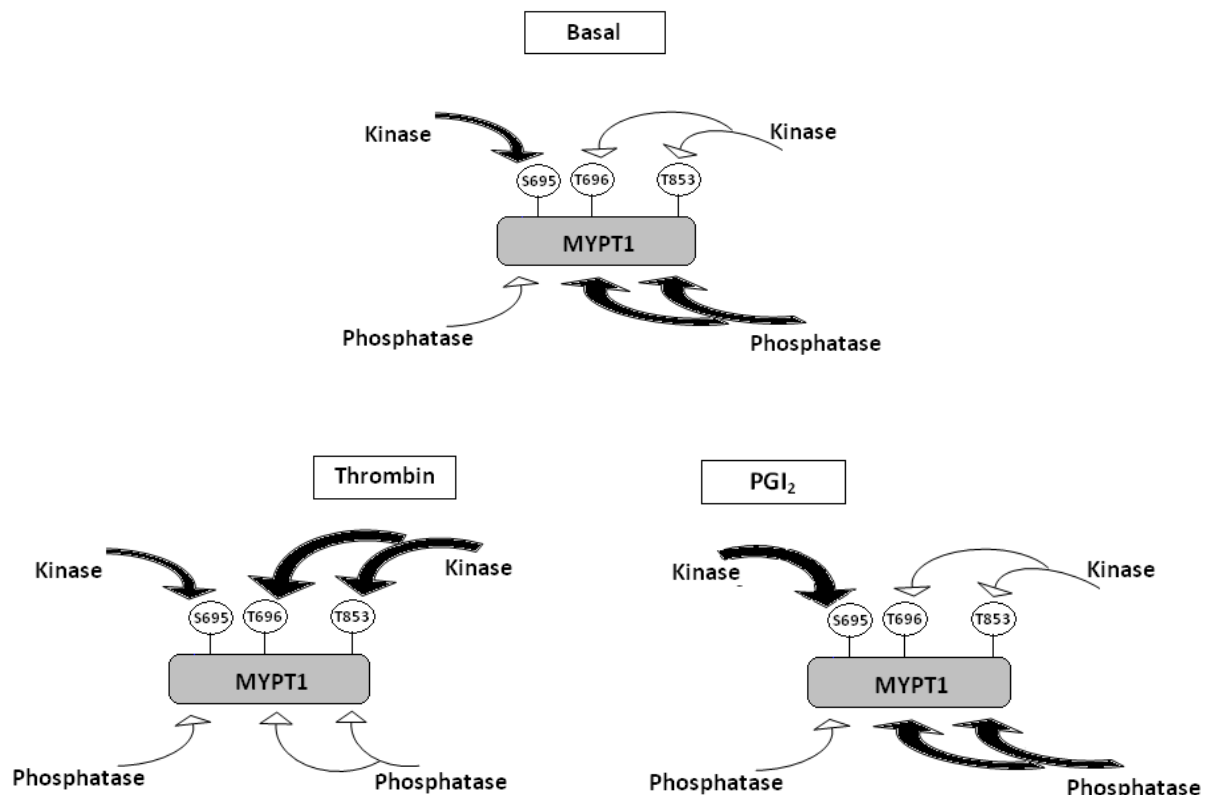 Basal
Kinase
Kinase
S695
T696
T853
MYPT1
Phosphatase
Phosphatase
Thrombin
Kinase
Kinase
S695
T696
T853
MYPT1
Phosphatase
Phosphatase
PGI₂
Kinase
Kinase
S695
T696
T853
MYPT1
Phosphatase
Phosphatase